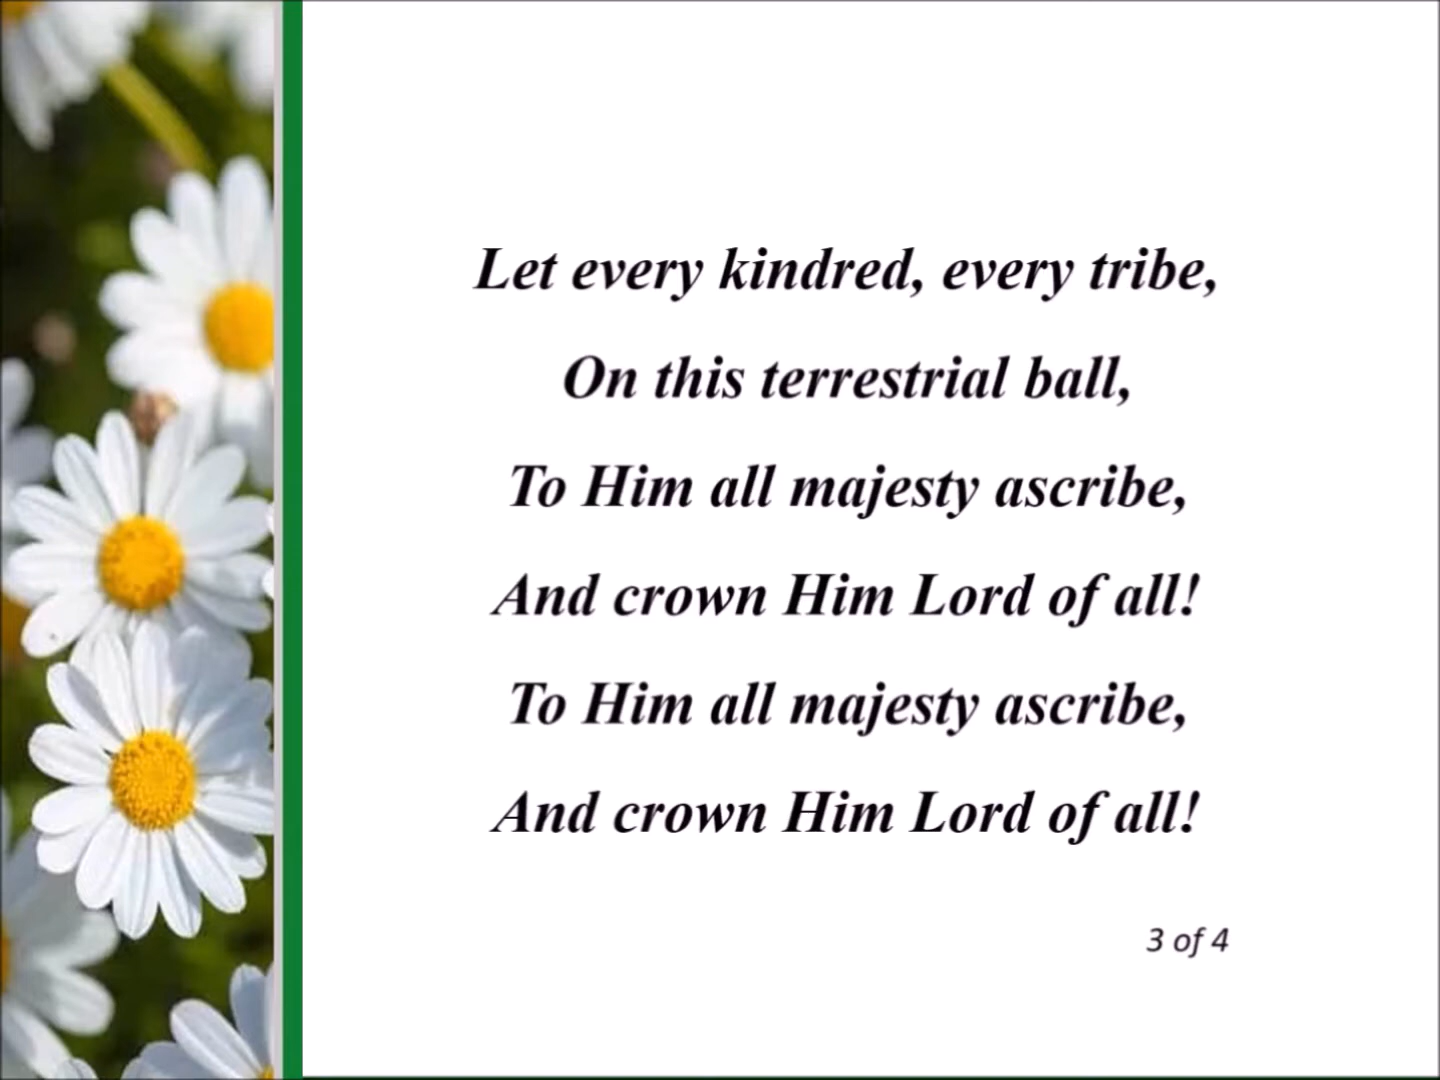 Let every kindred, every tribe,
On this terrestrial ball,
To Him all majesty ascribe,
And crown Him Lord of all!
To Him all majesty ascribe,
And crown Him Lord of all!
3 of 4